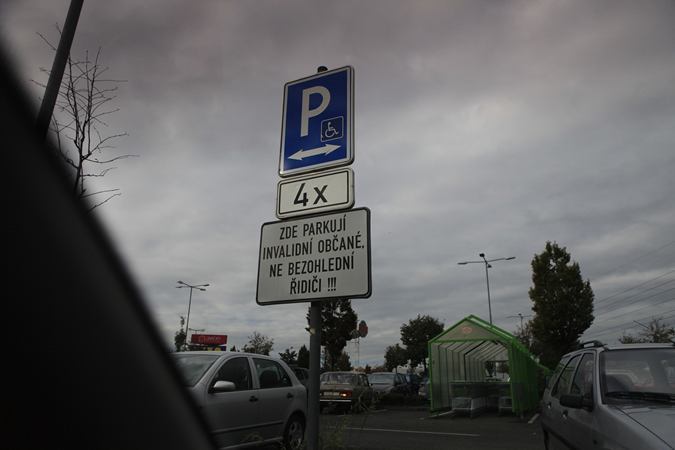 P
4x
ZDE PARKUJÍ
INVALIDNÍ OBČANÉ,
NE BEZOHLEDNÍ
ŘIDIČI !!!